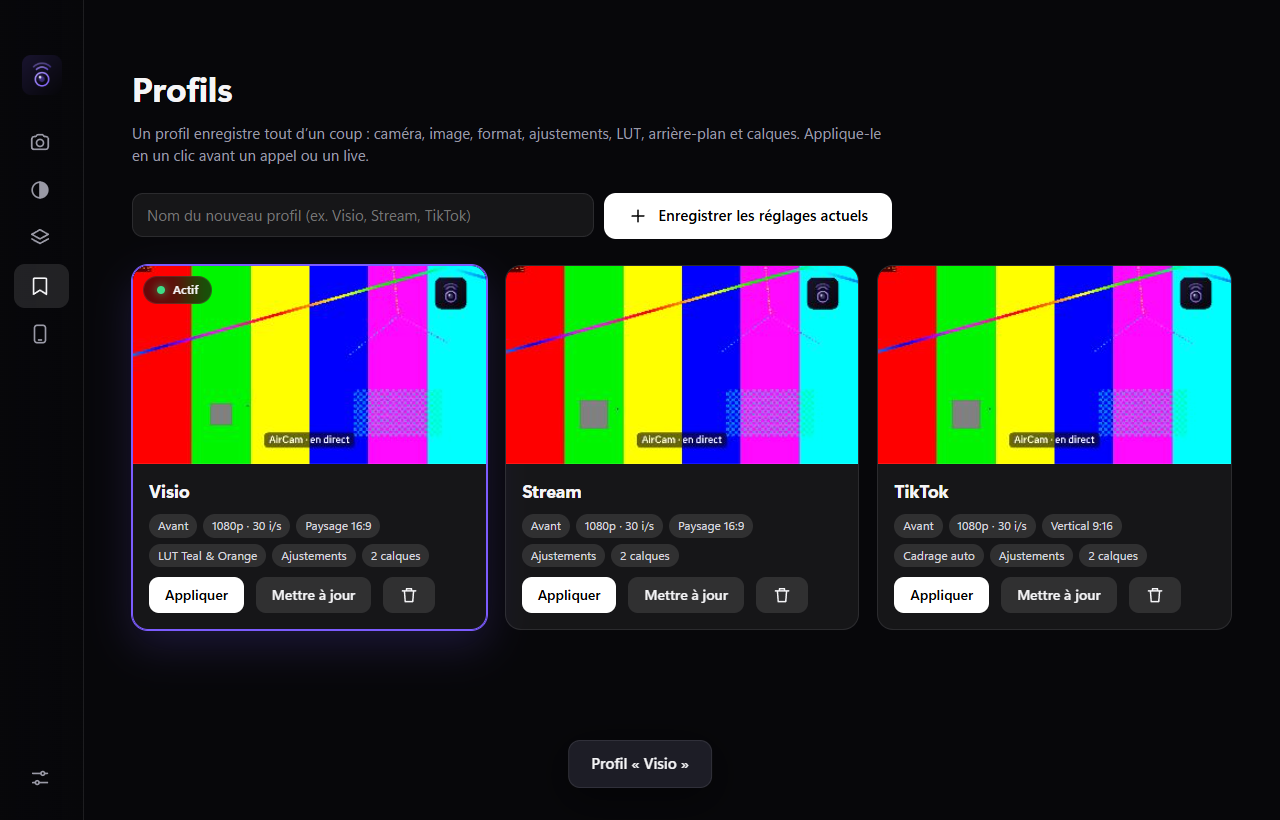 Profils
Un profil enregistre tout d’un coup : caméra, image, format, ajustements, LUT, arrière-plan et calques. Applique-le
en un clic avant un appel ou un live.
Nom du nouveau profil (ex. Visio, Stream, TikTok)
Enregistrer les réglages actuels
Actif
AirCam · en direct
Visio
Avant
1080p · 30 i/s
Paysage 16:9
LUT Teal & Orange
Ajustements
2 calques
Appliquer
Mettre à jour
AirCam · en direct
Stream
Avant
1080p · 30 i/s
Paysage 16:9
Ajustements
2 calques
Appliquer
Mettre à jour
AirCam · en direct
TikTok
Avant
1080p · 30 i/s
Vertical 9:16
Cadrage auto
Ajustements
2 calques
Appliquer
Mettre à jour
Profil « Visio »